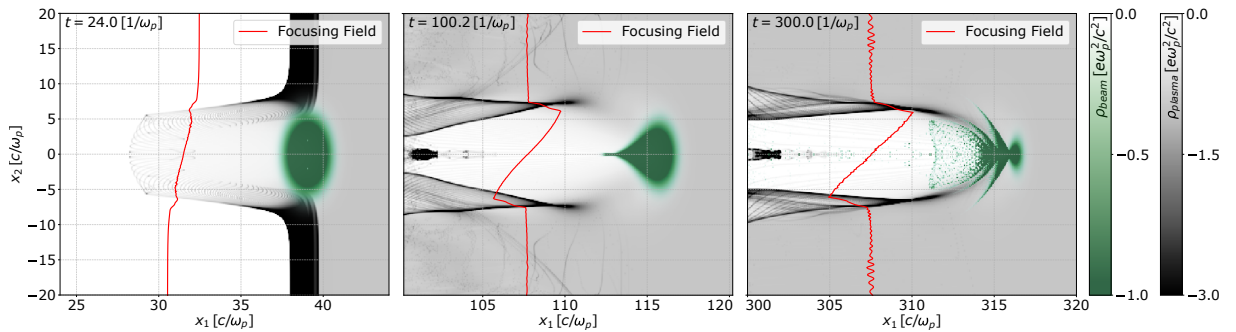 t = 24.0 [1/ω_p]
Focusing Field
20
15
10
5
0
−5
−10
−15
−20
x_2 [c/ω_p]
25 30 35 40
x_1 [c/ω_p]
t = 100.2 [1/ω_p]
Focusing Field
105 110 115 120
x_1 [c/ω_p]
t = 300.0 [1/ω_p]
Focusing Field
300 305 310 315 320
x_1 [c/ω_p]
0.0
−0.5
−1.0
ρ_beam [eω_p^2/c^2]
0.0
−1.5
−3.0
ρ_plasma [eω_p^2/c^2]